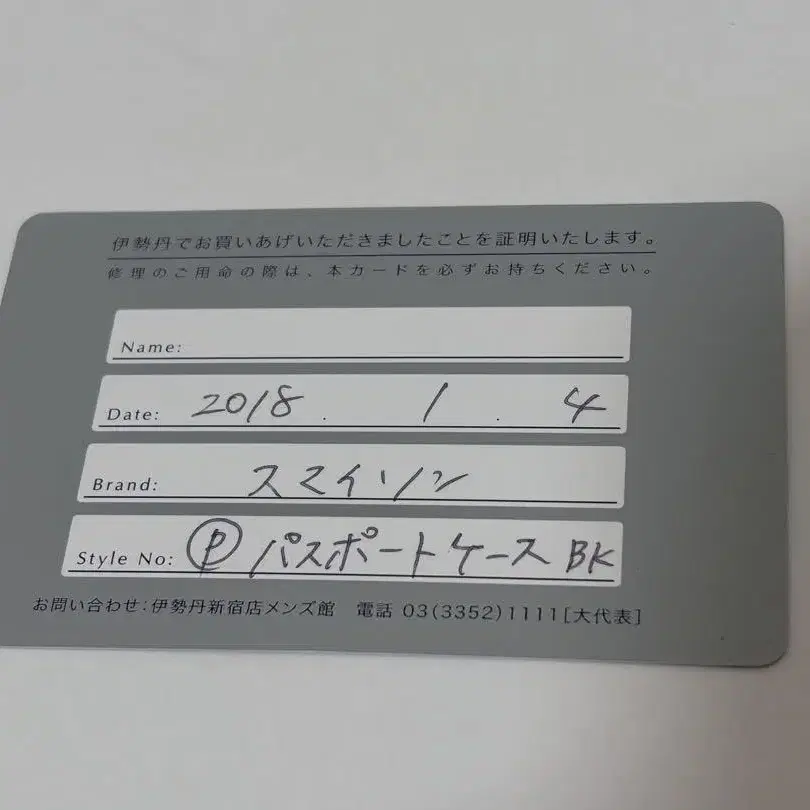 伊勢丹でお買いあげいただきましたことを証明いたします。
修理のご用命の際は、本カードを必ずお持ちください。
Name:
Date: 2018. 1. 4
Brand: スマイソン
Style No: Ⓟ パスポートケース BK
お問い合わせ:伊勢丹新宿店メンズ館 電話 03(3352)1111[大代表]